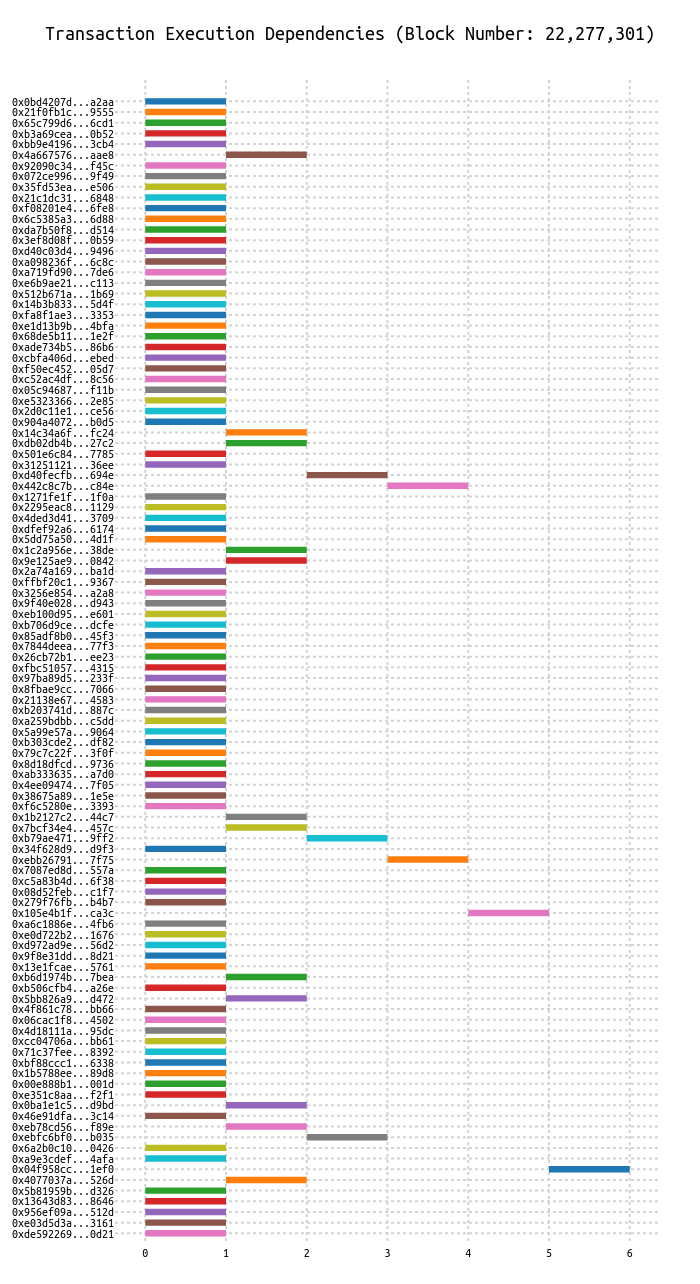 Transaction Execution Dependencies (Block Number: 22,277,301)
0x0bd4207d...a2aa
0x21f0fb1c...9555
0x65c799d6...6cd1
0xb3a69cea...0b52
0xbb9e4196...3cb4
0x4a667576...aae8
0x92090c34...f45c
0x072ce996...9f49
0x35fd53ea...e506
0x21c1dc31...6848
0xf08201e4...6fe8
0x6c5385a3...6d88
0xda7b50f8...d514
0x3ef8d08f...0b59
0xd40c03d4...9496
0xa098236f...6c8c
0xa719fd90...7de6
0xe6b9ae21...c113
0x512b671a...1b69
0x14b3b833...5d4f
0xfa8f1ae3...3353
0xe1d13b9b...4bfa
0x68de5b11...1e2f
0xade734b5...86b6
0xcbfa406d...ebed
0xf50ec452...05d7
0xc52ac4df...8c56
0x05c94687...f11b
0xe5323366...2e85
0x2d0c11e1...ce56
0x904a4072...b0d5
0x14c34a6f...fc24
0xdb02db4b...27c2
0x501e6c84...7785
0x31251121...36ee
0xd40fecfb...694e
0x442c8c7b...c84e
0x1271fe1f...1f0a
0x2295eac8...1129
0x4ded3d41...3709
0xdfef92a6...6174
0x5dd75a50...4d1f
0x1c2a956e...38de
0x9e125ae9...0842
0x2a74a169...ba1d
0xffbf20c1...9367
0x3256e854...a2a8
0x9f40e028...d943
0xeb100d95...e601
0xb706d9ce...dcfe
0x85adf8b0...45f3
0x7844deea...77f3
0x26cb72b1...ee23
0xfbc51057...4315
0x97ba89d5...233f
0x8fbae9cc...7066
0x21138e67...4583
0xb203741d...887c
0xa259bdbb...c5dd
0x5a99e57a...9064
0xb303cde2...df82
0x79c7c22f...3f0f
0x8d18dfcd...9736
0xab333635...a7d0
0x4ee09474...7f05
0x38675a89...1e5e
0xf6c5280e...3393
0x1b2127c2...44c7
0x7bcf34e4...457c
0xb79ae471...9ff2
0x34f628d9...d9f3
0xebb26791...7f75
0x7087ed8d...557a
0xc5a83b4d...6f38
0x08d52feb...c1f7
0x279f76fb...b4b7
0x105e4b1f...ca3c
0xa6c1886e...4fb6
0xe0d722b2...1676
0xd972ad9e...56d2
0x9f8e31dd...8d21
0x13e1fcae...5761
0xb6d1974b...7bea
0xb506cfb4...a26e
0x5bb826a9...d472
0x4f861c78...bb66
0x06cac1f8...4502
0x4d18111a...95dc
0xcc04706a...bb61
0x71c37fee...8392
0xbf88ccc1...6338
0x1b5788ee...89d8
0x00e888b1...001d
0xe351c8aa...f2f1
0x0ba1e1c5...d9bd
0x46e91dfa...3c14
0xeb78cd56...f89e
0xebfc6bf0...b035
0x6a2b0c10...0426
0xa9e3cdef...4afa
0x04f958cc...1ef0
0x4077037a...526d
0x5b81959b...d326
0x13643d83...8646
0x956ef09a...512d
0xe03d5d3a...3161
0xde592269...0d21
0 1 2 3 4 5 6